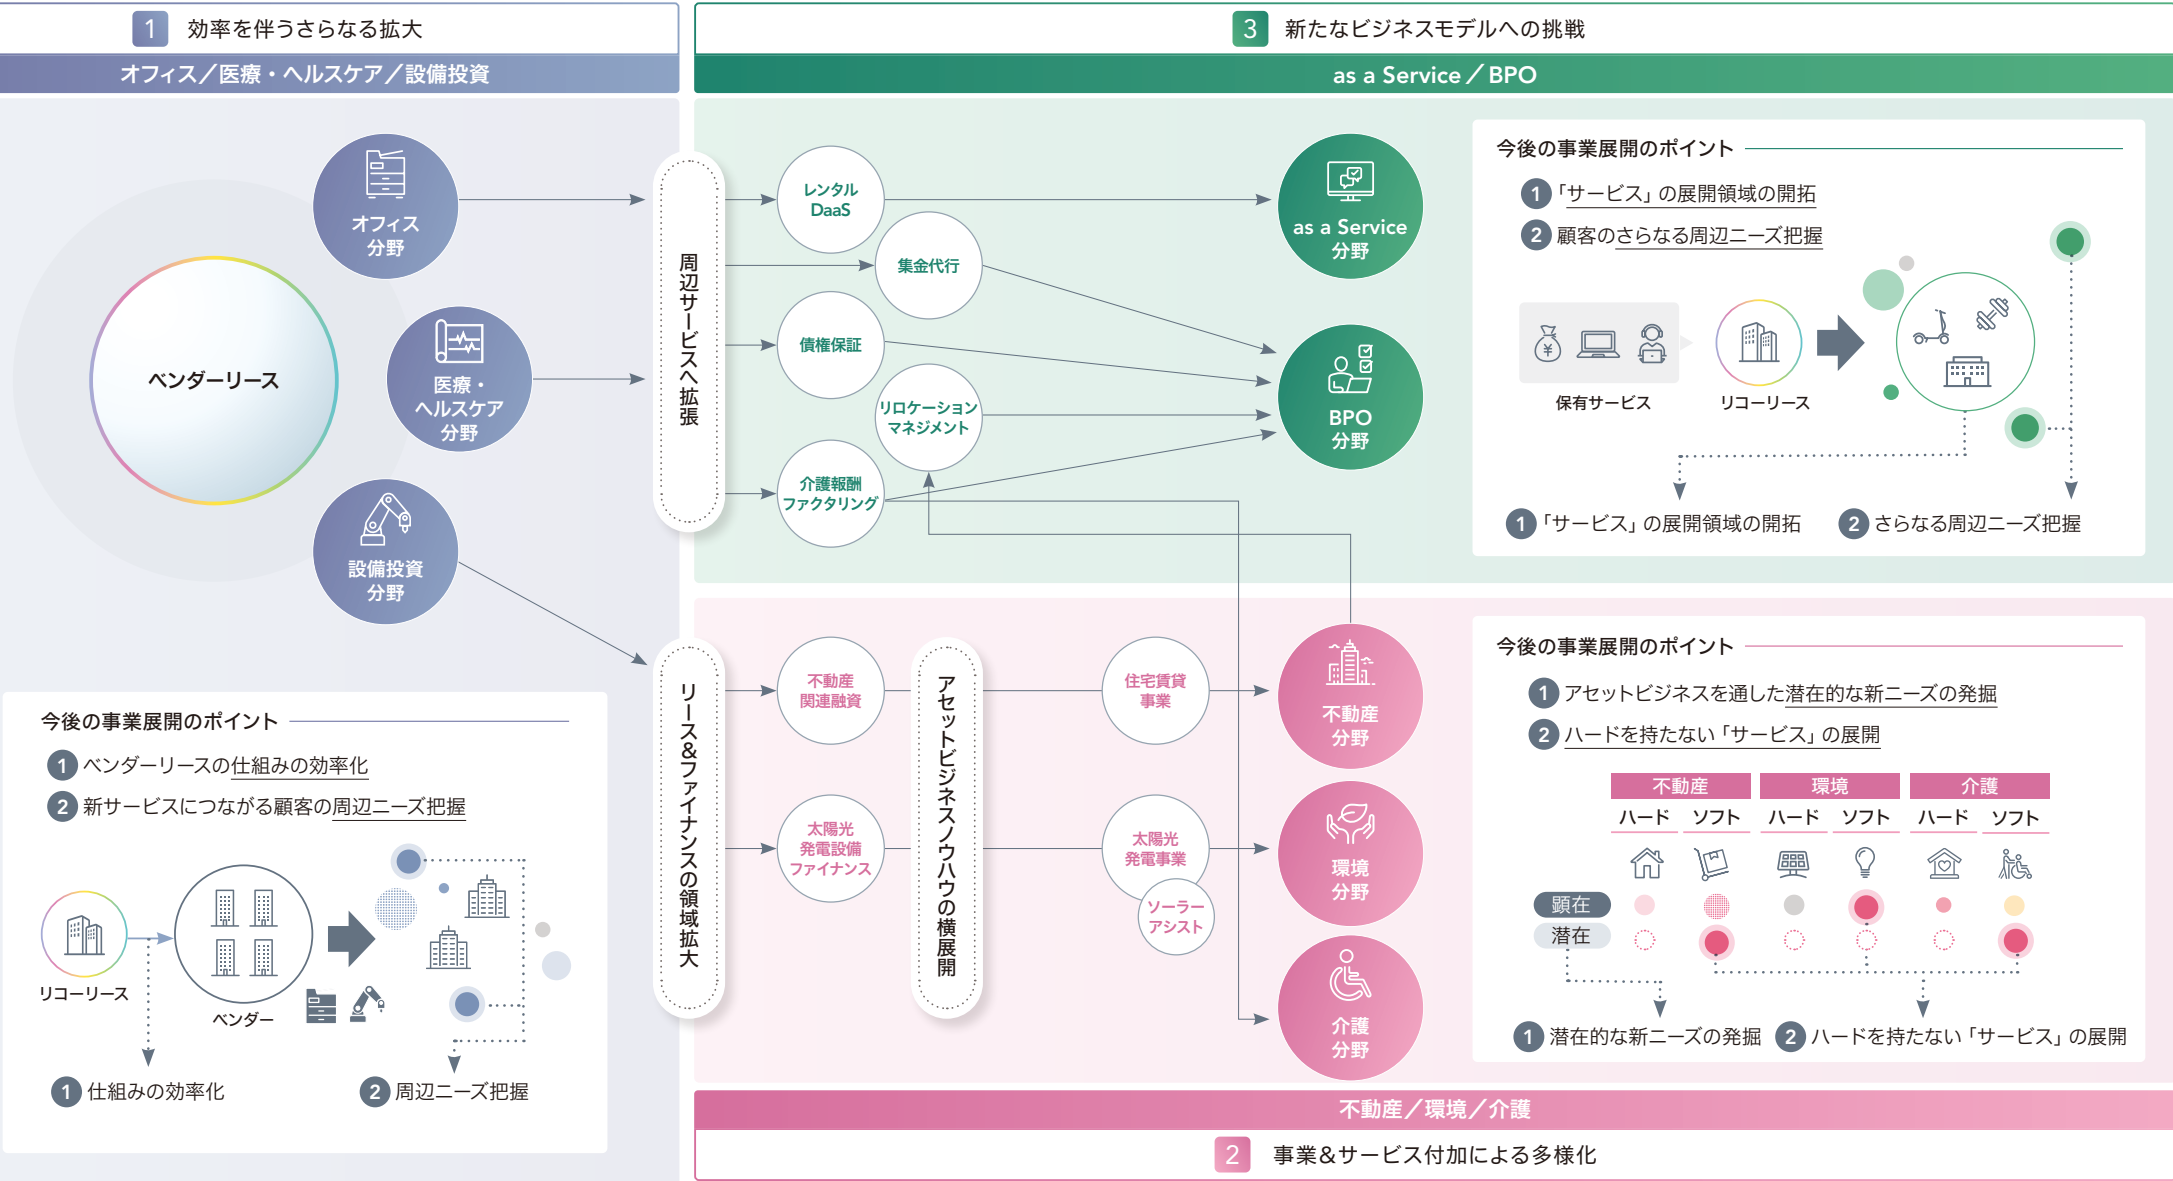 1 効率を伴うさらなる拡大
オフィス／医療・ヘルスケア／設備投資
ベンダーリース
オフィス
分野
医療・
ヘルスケア
分野
設備投資
分野
今後の事業展開のポイント
1 ベンダーリースの仕組みの効率化
2 新サービスにつながる顧客の周辺ニーズ把握
リコーリース
ベンダー
1 仕組みの効率化
2 周辺ニーズ把握
周辺サービスへ拡張
リース&ファイナンスの領域拡大
3 新たなビジネスモデルへの挑戦
as a Service／BPO
レンタル
DaaS
集金代行
債権保証
リロケーション
マネジメント
介護報酬
ファクタリング
as a Service
分野
BPO
分野
今後の事業展開のポイント
1 「サービス」の展開領域の開拓
2 顧客のさらなる周辺ニーズ把握
¥
保有サービス
リコーリース
1 「サービス」の展開領域の開拓
2 さらなる周辺ニーズ把握
不動産
関連融資
太陽光
発電設備
ファイナンス
アセットビジネスノウハウの横展開
住宅賃貸
事業
太陽光
発電事業
ソーラー
アシスト
不動産
分野
環境
分野
介護
分野
今後の事業展開のポイント
1 アセットビジネスを通した潜在的な新ニーズの発掘
2 ハードを持たない「サービス」の展開
不動産 環境 介護
ハード ソフト ハード ソフト ハード ソフト
顕在
潜在
1 潜在的な新ニーズの発掘
2 ハードを持たない「サービス」の展開
不動産／環境／介護
2 事業&サービス付加による多様化